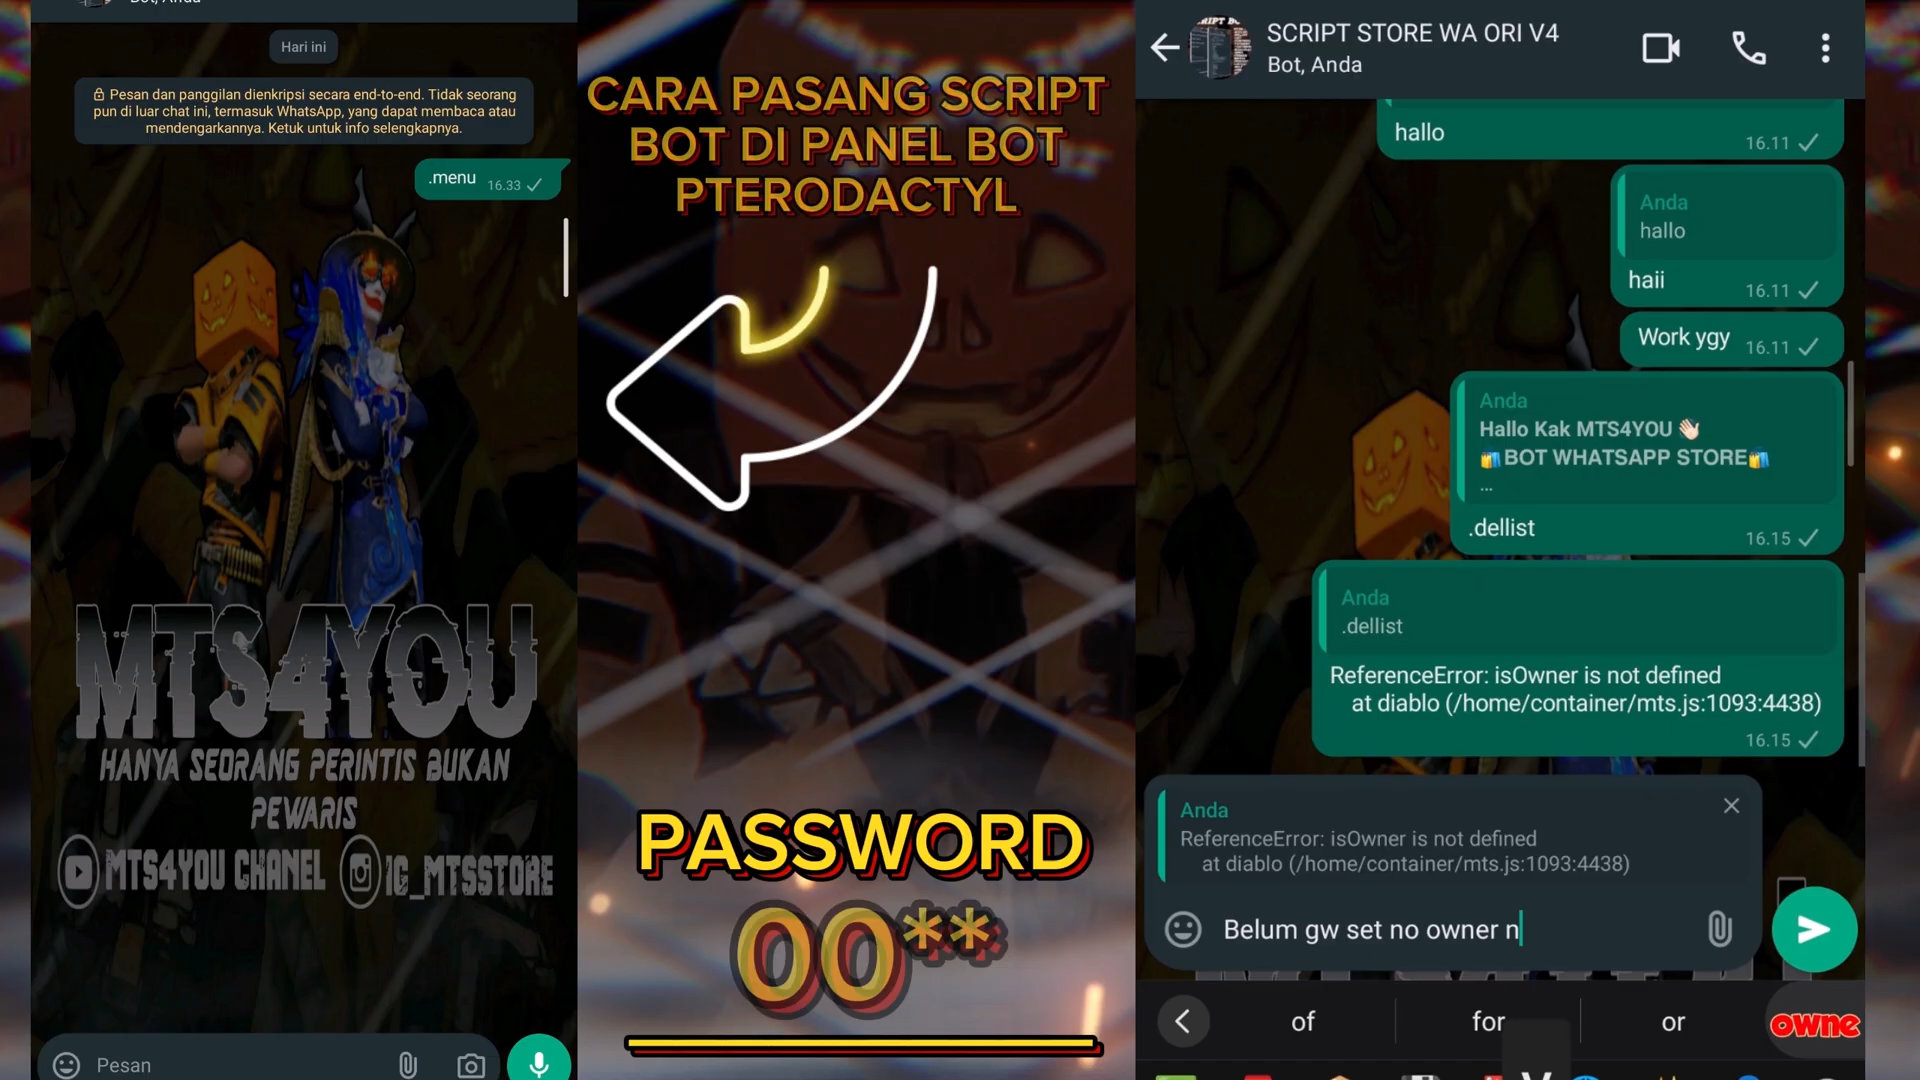 Hari ini
Pesan dan panggilan dienkripsi secara end-to-end. Tidak seorang
pun di luar chat ini, termasuk WhatsApp, yang dapat membaca atau
mendengarkannya. Ketuk untuk info selengkapnya.
.menu 16.33
MTS4YOU
HANYA SEORANG PERINTIS BUKAN
PEWARIS
MTS4YOU CHANEL IG_MTSSTORE
Pesan
CARA PASANG SCRIPT
BOT DI PANEL BOT
PTERODACTYL
PASSWORD
00**
SCRIPT STORE WA ORI V4
Bot, Anda
hallo
16.11
Anda
hallo
haii
16.11
Work ygy 16.11
Anda
Hallo Kak MTS4YOU 👋🏻
🛍️BOT WHATSAPP STORE🛍️
...
.dellist
16.15
Anda
.dellist
ReferenceError: isOwner is not defined
at diablo (/home/container/mts.js:1093:4438)
16.15
Anda
ReferenceError: isOwner is not defined
at diablo (/home/container/mts.js:1093:4438)
Belum gw set no owner n
of for or owne